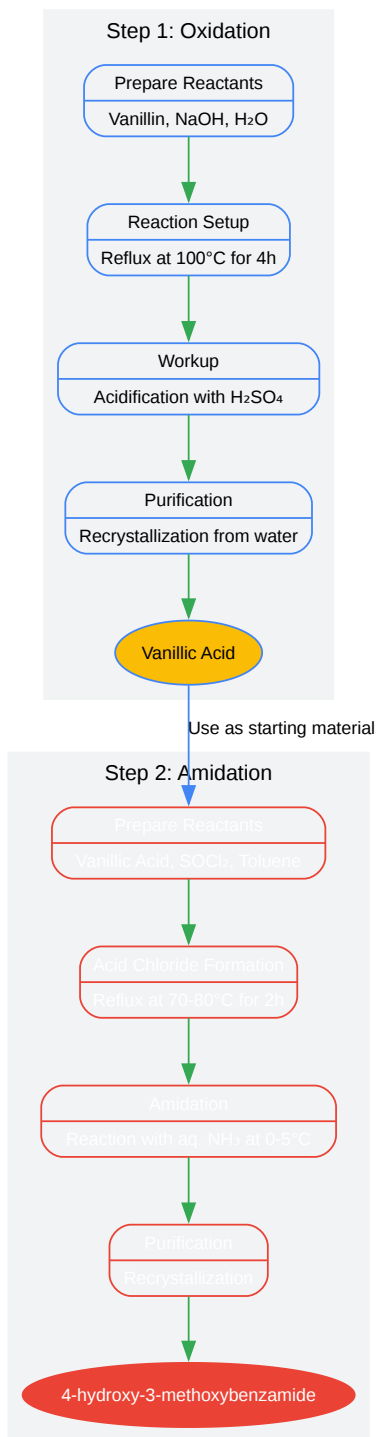 Step 1: Oxidation
Prepare Reactants
Vanillin, NaOH, H₂O
Reaction Setup
Reflux at 100°C for 4h
Workup
Acidification with H₂SO₄
Purification
Recrystallization from water
Vanillic Acid
Use as starting material
Step 2: Amidation
Prepare Reactants
Vanillic Acid, SOCl₂, Toluene
Acid Chloride Formation
Reflux at 70-80°C for 2h
Amidation
Reaction with aq. NH₃ at 0-5°C
Purification
Recrystallization
4-hydroxy-3-methoxybenzamide